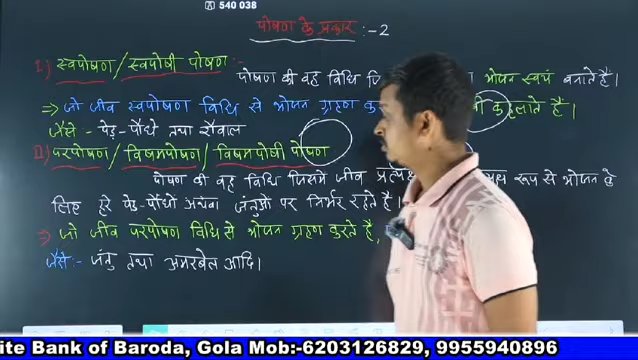 540 038
पोषण के प्रकार :- 2
I) स्वपोषण / स्वपोषी पोषण :-
पोषण की वह विधि भोजन स्वयं बनाते हैं।
⇒ जो जीव स्वपोषण विधि से भोजन ग्रहण कहलाते हैं।
जैसे - पेड़-पौधे तथा शैवाल
II) परपोषण / विषमपोषण / विषमपोषी पोषण
पोषण की वह विधि जिसमें जीव प्रत्यक्ष रूप से भोजन के
लिए हरे पेड़-पौधों अथवा जंतुओं पर निर्भर रहते हैं।
⇒ जो जीव परपोषण विधि से भोजन ग्रहण करते हैं,
जैसे:- जंतु तथा अमरबेल आदि।
ite Bank of Baroda, Gola Mob:-6203126829, 9955940896